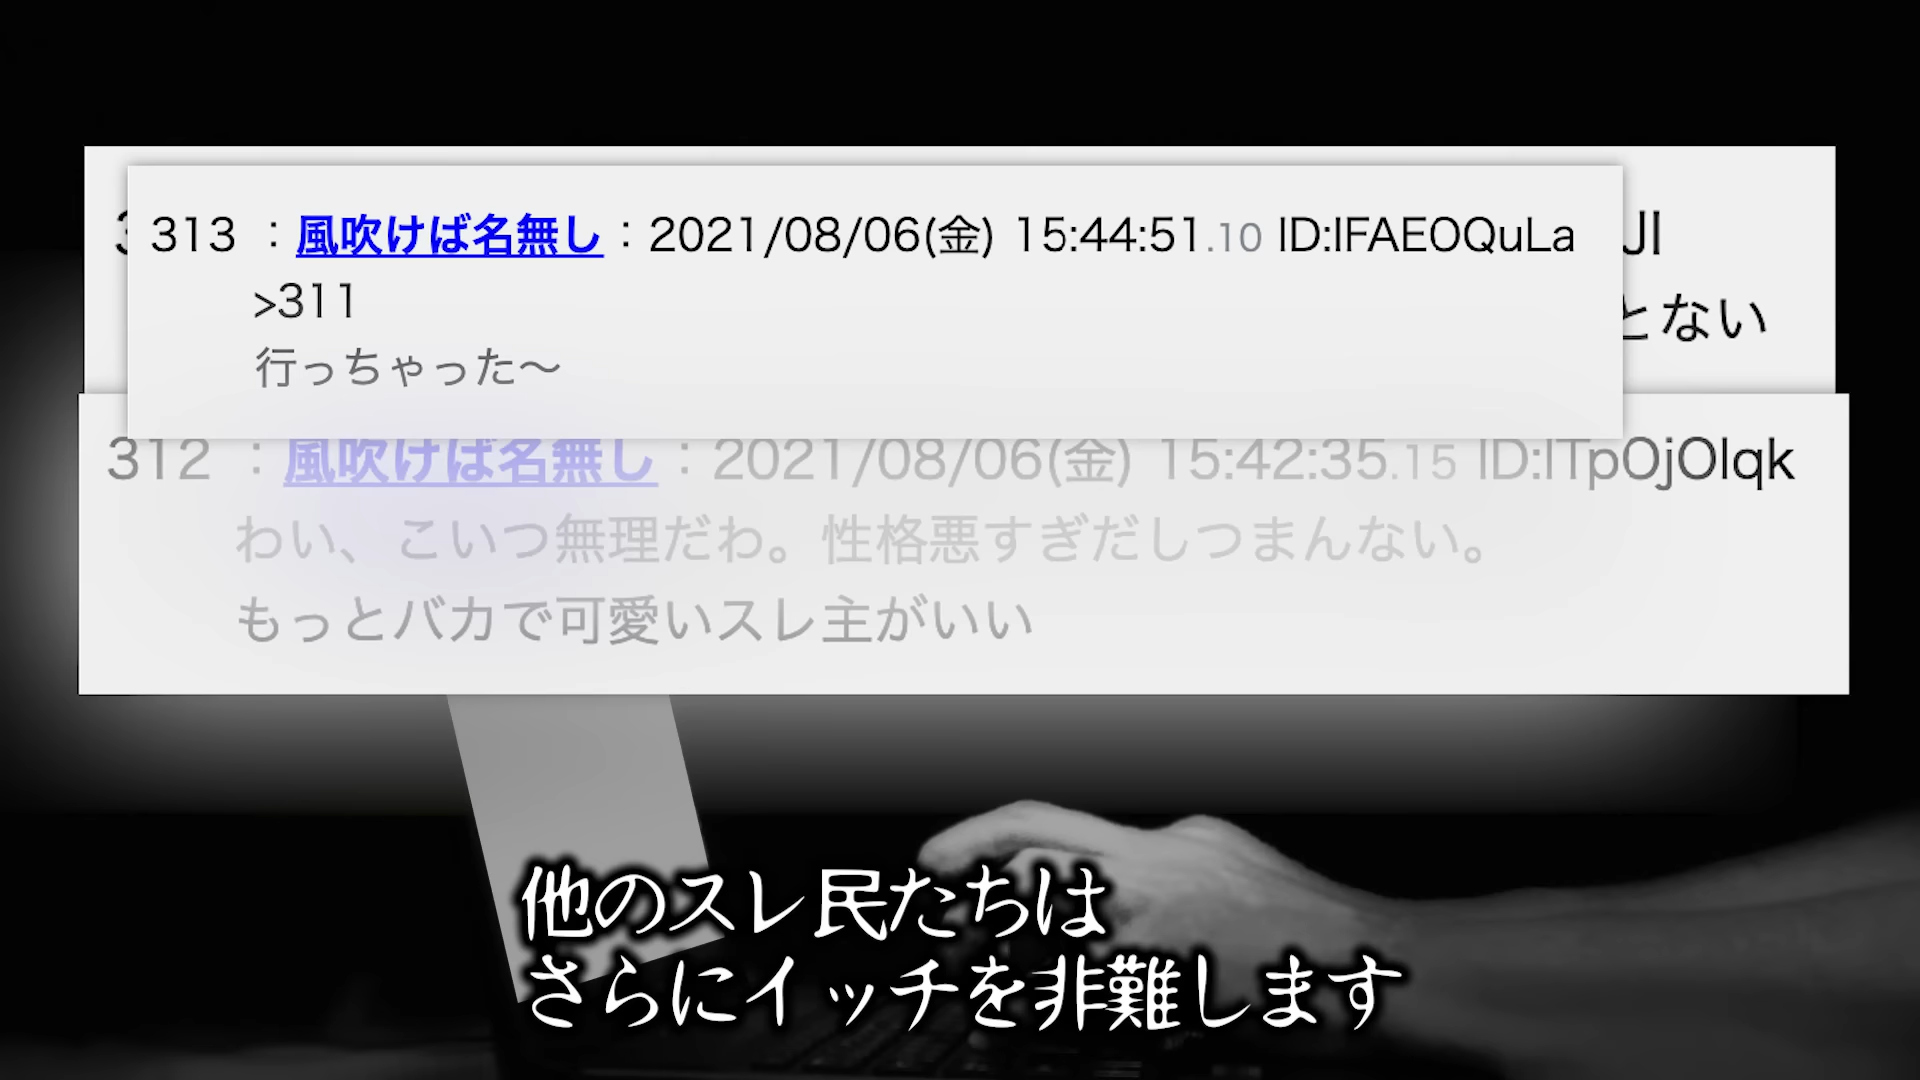 313 ：風吹けば名無し：2021/08/06(金) 15:44:51.10 ID:IFAEOQuLa
>311
行っちゃった～
JI
とない
312 ：風吹けば名無し：2021/08/06(金) 15:42:35.15 ID:ITpOjOIqk
わい、こいつ無理だわ。性格悪すぎだしつまんない。
もっとバカで可愛いスレ主がいい
他のスレ民たちは
さらにイッチを非難します